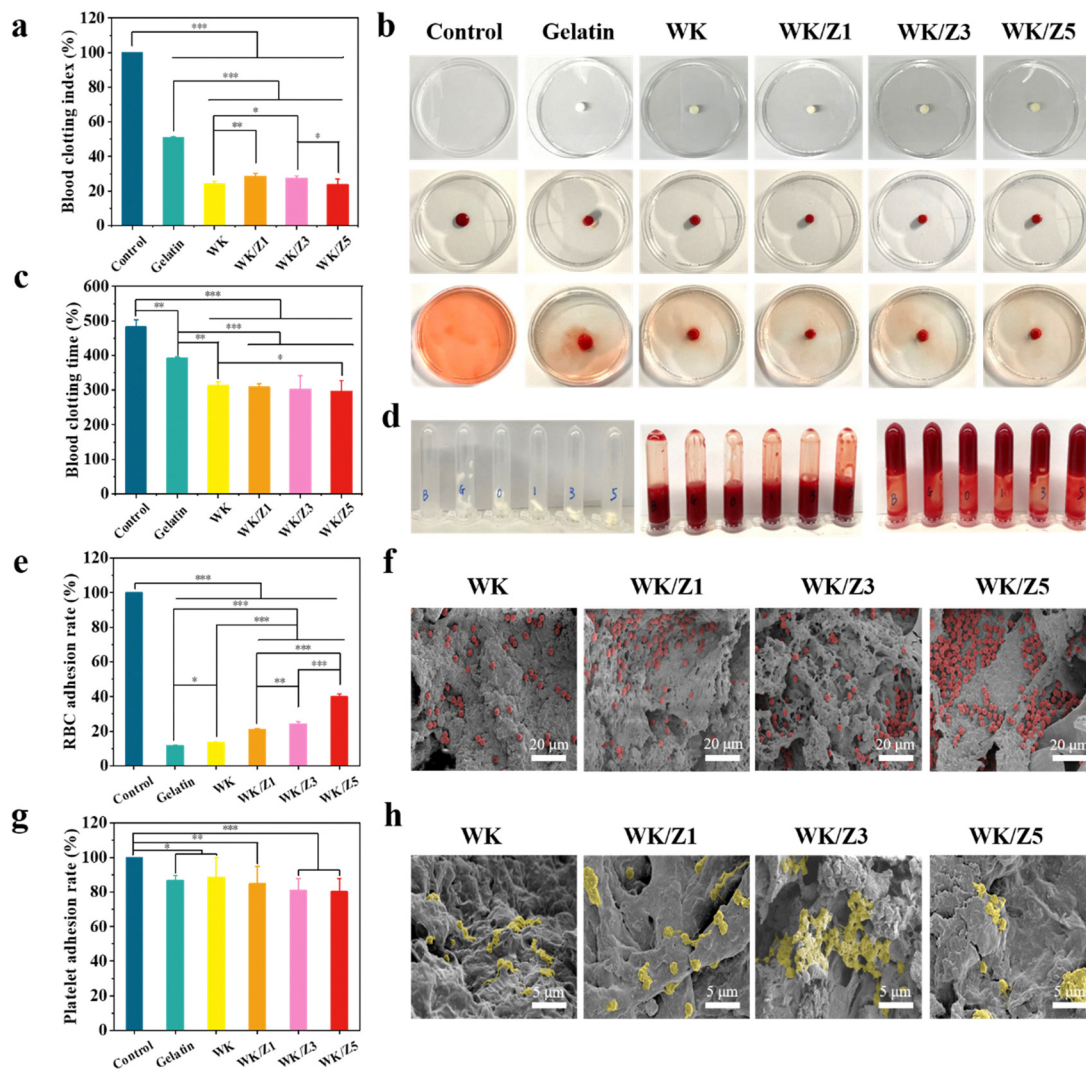 a
Blood clotting index (%)
120
100
80
60
40
20
0
***
***
*
**
*
Control
Gelatin
WK
WK/Z1
WK/Z3
WK/Z5
b
Control
Gelatin
WK
WK/Z1
WK/Z3
WK/Z5
c
Blood clotting time (%)
600
500
400
300
200
100
0
***
**
***
**
*
Control
Gelatin
WK
WK/Z1
WK/Z3
WK/Z5
d
B G 0 1 3 5
B G 0 1 3 5
e
RBC adhesion rate (%)
120
100
80
60
40
20
0
***
***
***
***
*
**
***
Control
Gelatin
WK
WK/Z1
WK/Z3
WK/Z5
f
WK
WK/Z1
WK/Z3
WK/Z5
20 μm
20 μm
20 μm
20 μm
g
Platelet adhesion rate (%)
120
100
80
60
40
20
0
***
**
*
Control
Gelatin
WK
WK/Z1
WK/Z3
WK/Z5
h
WK
WK/Z1
WK/Z3
WK/Z5
5 μm
5 μm
5 μm
5 μm